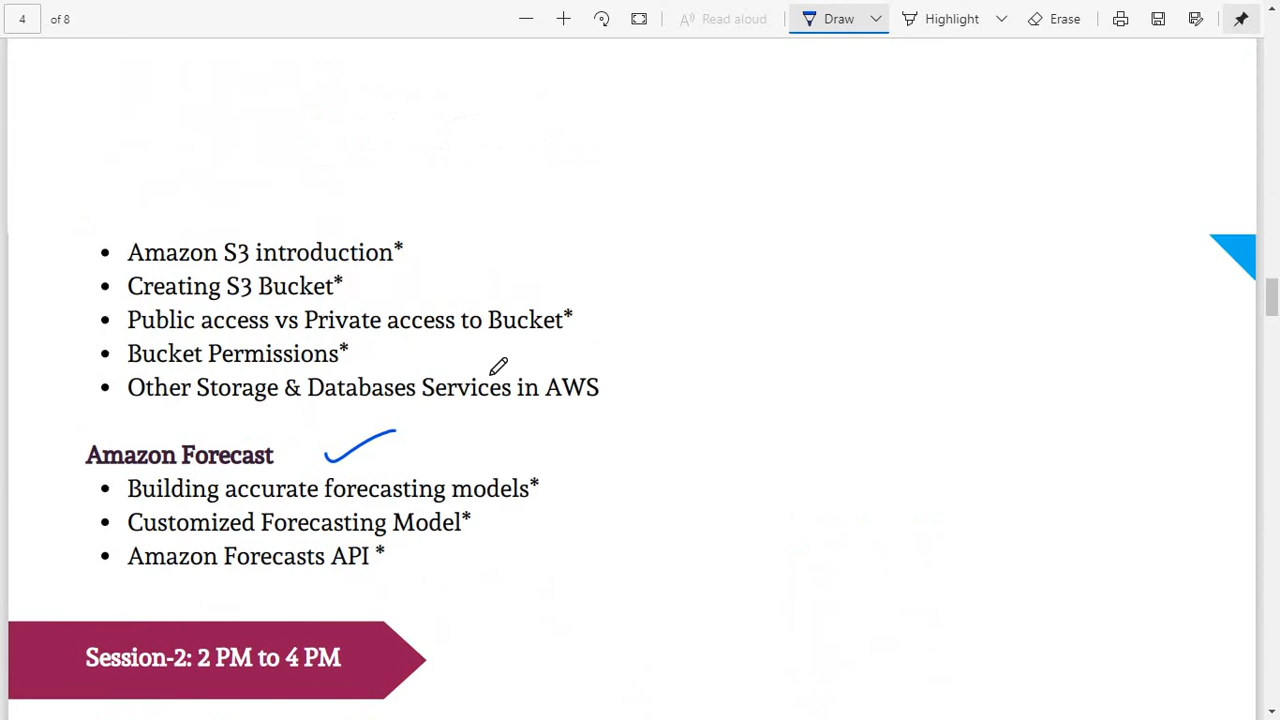 4 of 8 Read aloud Draw Highlight Erase
• Amazon S3 introduction*
• Creating S3 Bucket*
• Public access vs Private access to Bucket*
• Bucket Permissions*
• Other Storage & Databases Services in AWS
Amazon Forecast
• Building accurate forecasting models*
• Customized Forecasting Model*
• Amazon Forecasts API *
Session-2: 2 PM to 4 PM